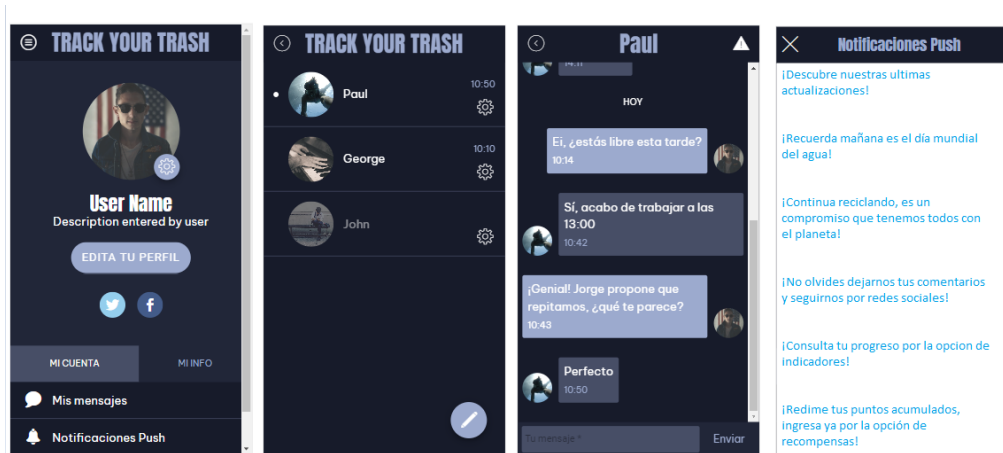 TRACK YOUR TRASH
User Name
Description entered by user
EDITA TU PERFIL
MI CUENTA
MI INFO
Mis mensajes
Notificaciones Push
TRACK YOUR TRASH
Paul
10:50
George
10:10
John
Paul
14:11
HOY
Ei, ¿estás libre esta tarde?
10:14
Sí, acabo de trabajar a las
13:00
10:42
¡Genial! Jorge propone que
repitamos, ¿qué te parece?
10:43
Perfecto
10:50
Tu mensaje *
Enviar
Notificaciones Push
¡Descubre nuestras ultimas
actualizaciones!
¡Recuerda mañana es el día mundial
del agua!
¡Continua reciclando, es un
compromiso que tenemos todos con
el planeta!
¡No olvides dejarnos tus comentarios
y seguirnos por redes sociales!
¡Consulta tu progreso por la opcion de
indicadores!
¡Redime tus puntos acumulados,
ingresa ya por la opción de
recompensas!